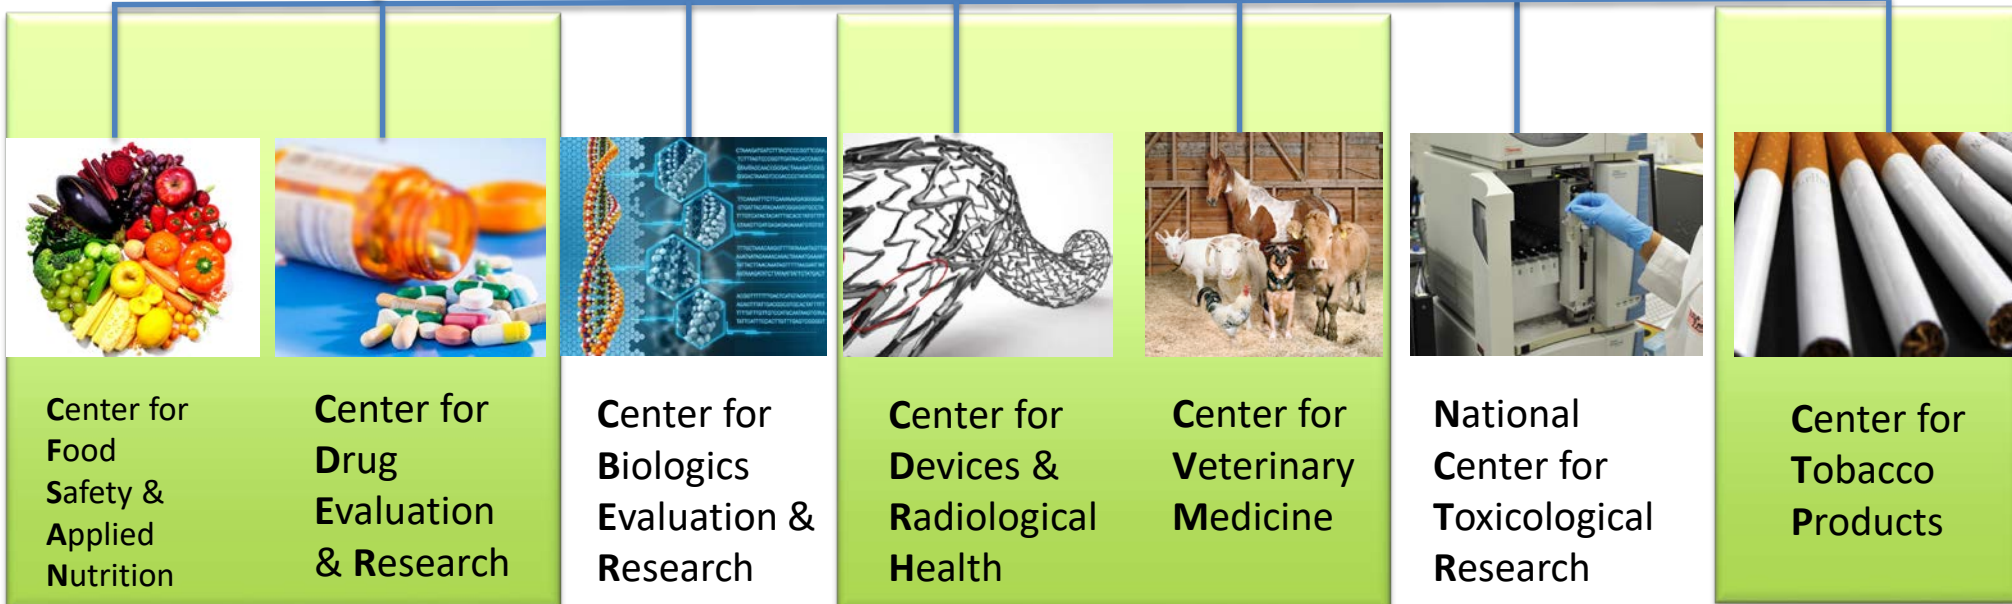 Center for
Food
Safety &
Applied
Nutrition
Center for
Drug
Evaluation
& Research
Center for
Biologics
Evaluation &
Research
Center for
Devices &
Radiological
Health
Center for
Veterinary
Medicine
National
Center for
Toxicological
Research
Center for
Tobacco
Products